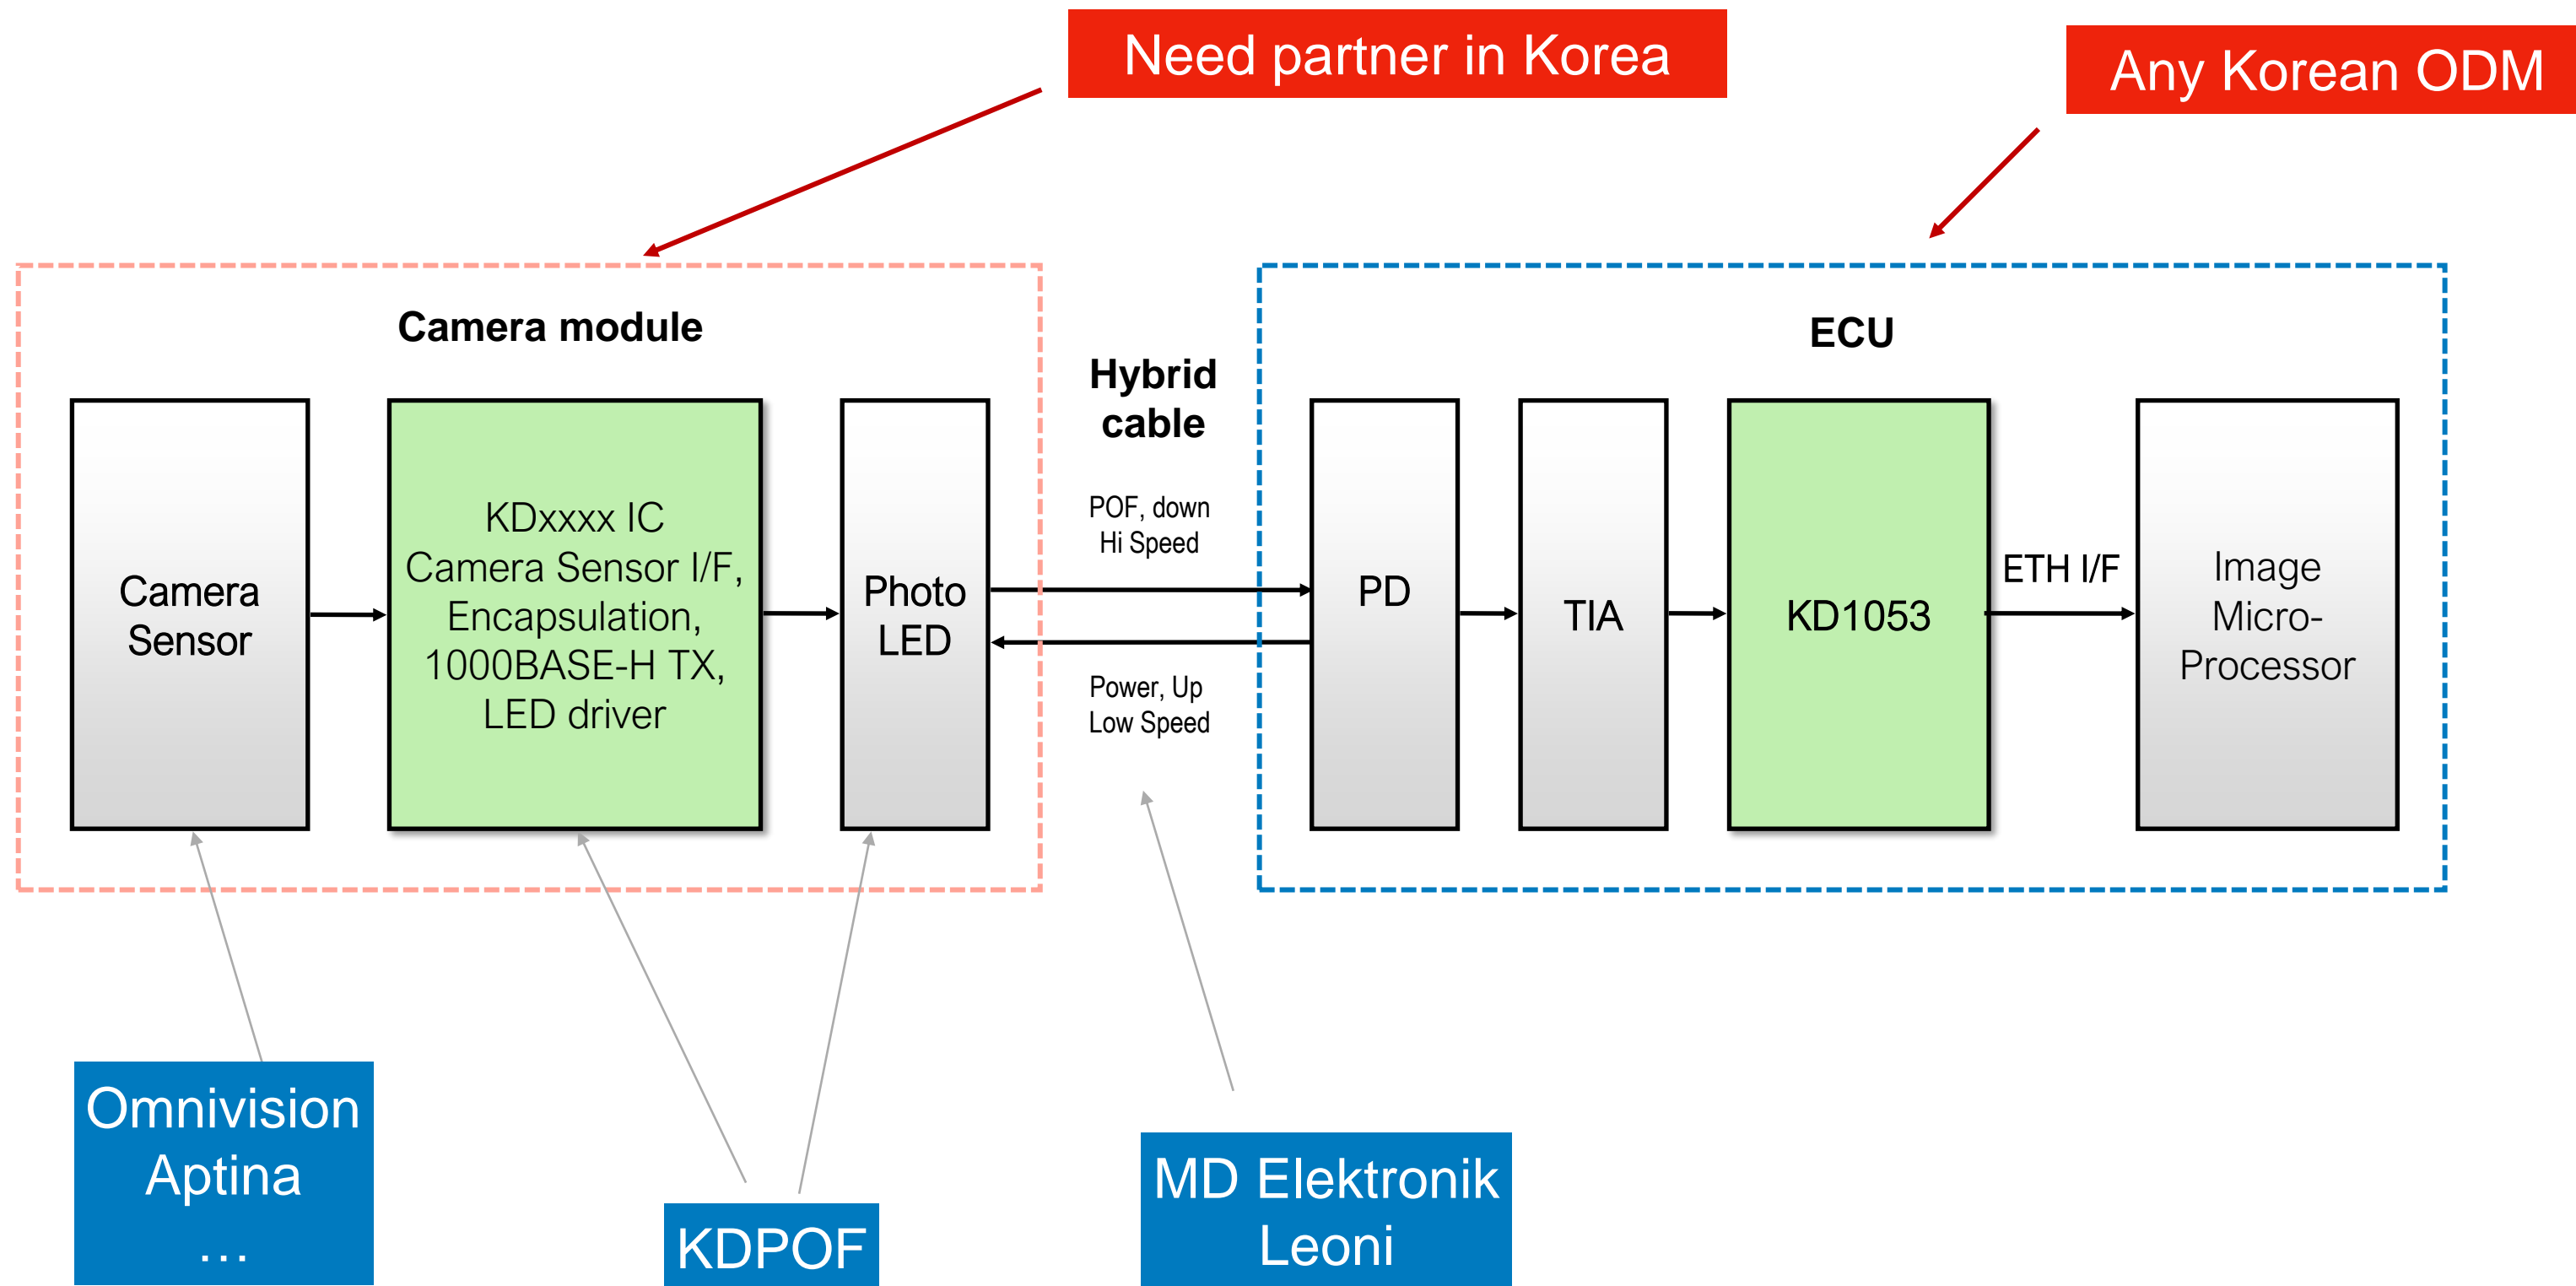 Need partner in Korea
Any Korean ODM
Camera module
ECU
Hybrid
cable
Camera
Sensor
KDxxxx IC
Camera Sensor I/F,
Encapsulation,
1000BASE-H TX,
LED driver
Photo
LED
POF, down
Hi Speed
Power, Up
Low Speed
PD
TIA
KD1053
ETH I/F
Image
Micro-
Processor
Omnivision
Aptina
…
KDPOF
MD Elektronik
Leoni